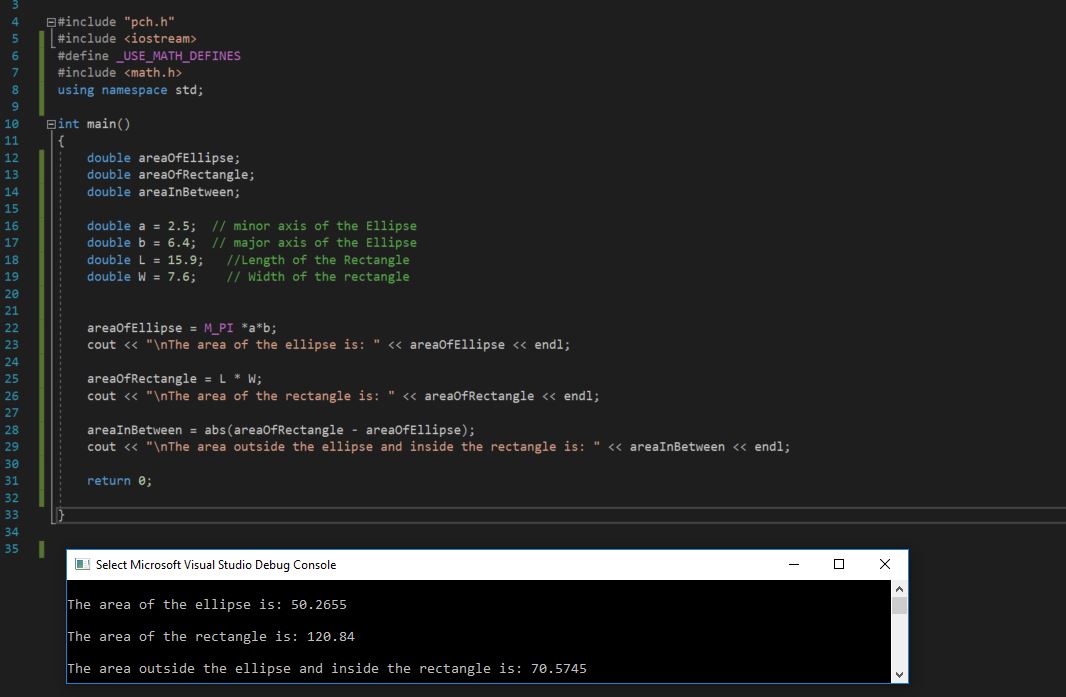 3
4 #include "pch.h"
5 #include <iostream>
6 #define _USE_MATH_DEFINES
7 #include <math.h>
8 using namespace std;
9
10 int main()
11 {
12 double areaOfEllipse;
13 double areaOfRectangle;
14 double areaInBetween;
15
16 double a = 2.5; // minor axis of the Ellipse
17 double b = 6.4; // major axis of the Ellipse
18 double L = 15.9; //Length of the Rectangle
19 double W = 7.6; // Width of the rectangle
20
21
22 areaOfEllipse = M_PI *a*b;
23 cout << "\nThe area of the ellipse is: " << areaOfEllipse << endl;
24
25 areaOfRectangle = L * W;
26 cout << "\nThe area of the rectangle is: " << areaOfRectangle << endl;
27
28 areaInBetween = abs(areaOfRectangle - areaOfEllipse);
29 cout << "\nThe area outside the ellipse and inside the rectangle is: " << areaInBetween << endl;
30
31 return 0;
32
33 }
34
35
Select Microsoft Visual Studio Debug Console
The area of the ellipse is: 50.2655
The area of the rectangle is: 120.84
The area outside the ellipse and inside the rectangle is: 70.5745